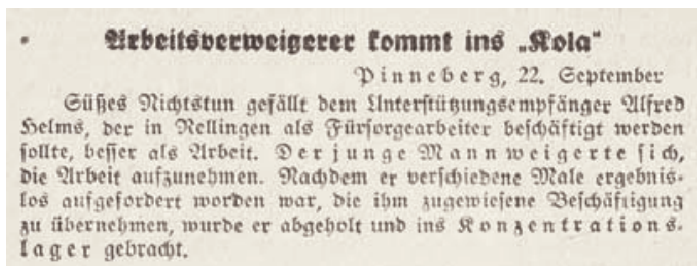 Arbeitsverweigerer kommt ins „Kola“
Pinneberg, 22. September
Süßes Nichtstun gefällt dem Unterstützungsempfänger Alfred
Helms, der in Rellingen als Fürsorgearbeiter beschäftigt werden
sollte, besser als Arbeit. Der junge Mann weigerte sich,
die Arbeit aufzunehmen. Nachdem er verschiedene Male ergebnis-
los aufgefordert worden war, die ihm zugewiesene Beschäftigung
zu übernehmen, wurde er abgeholt und ins Konzentrations-
lager gebracht.